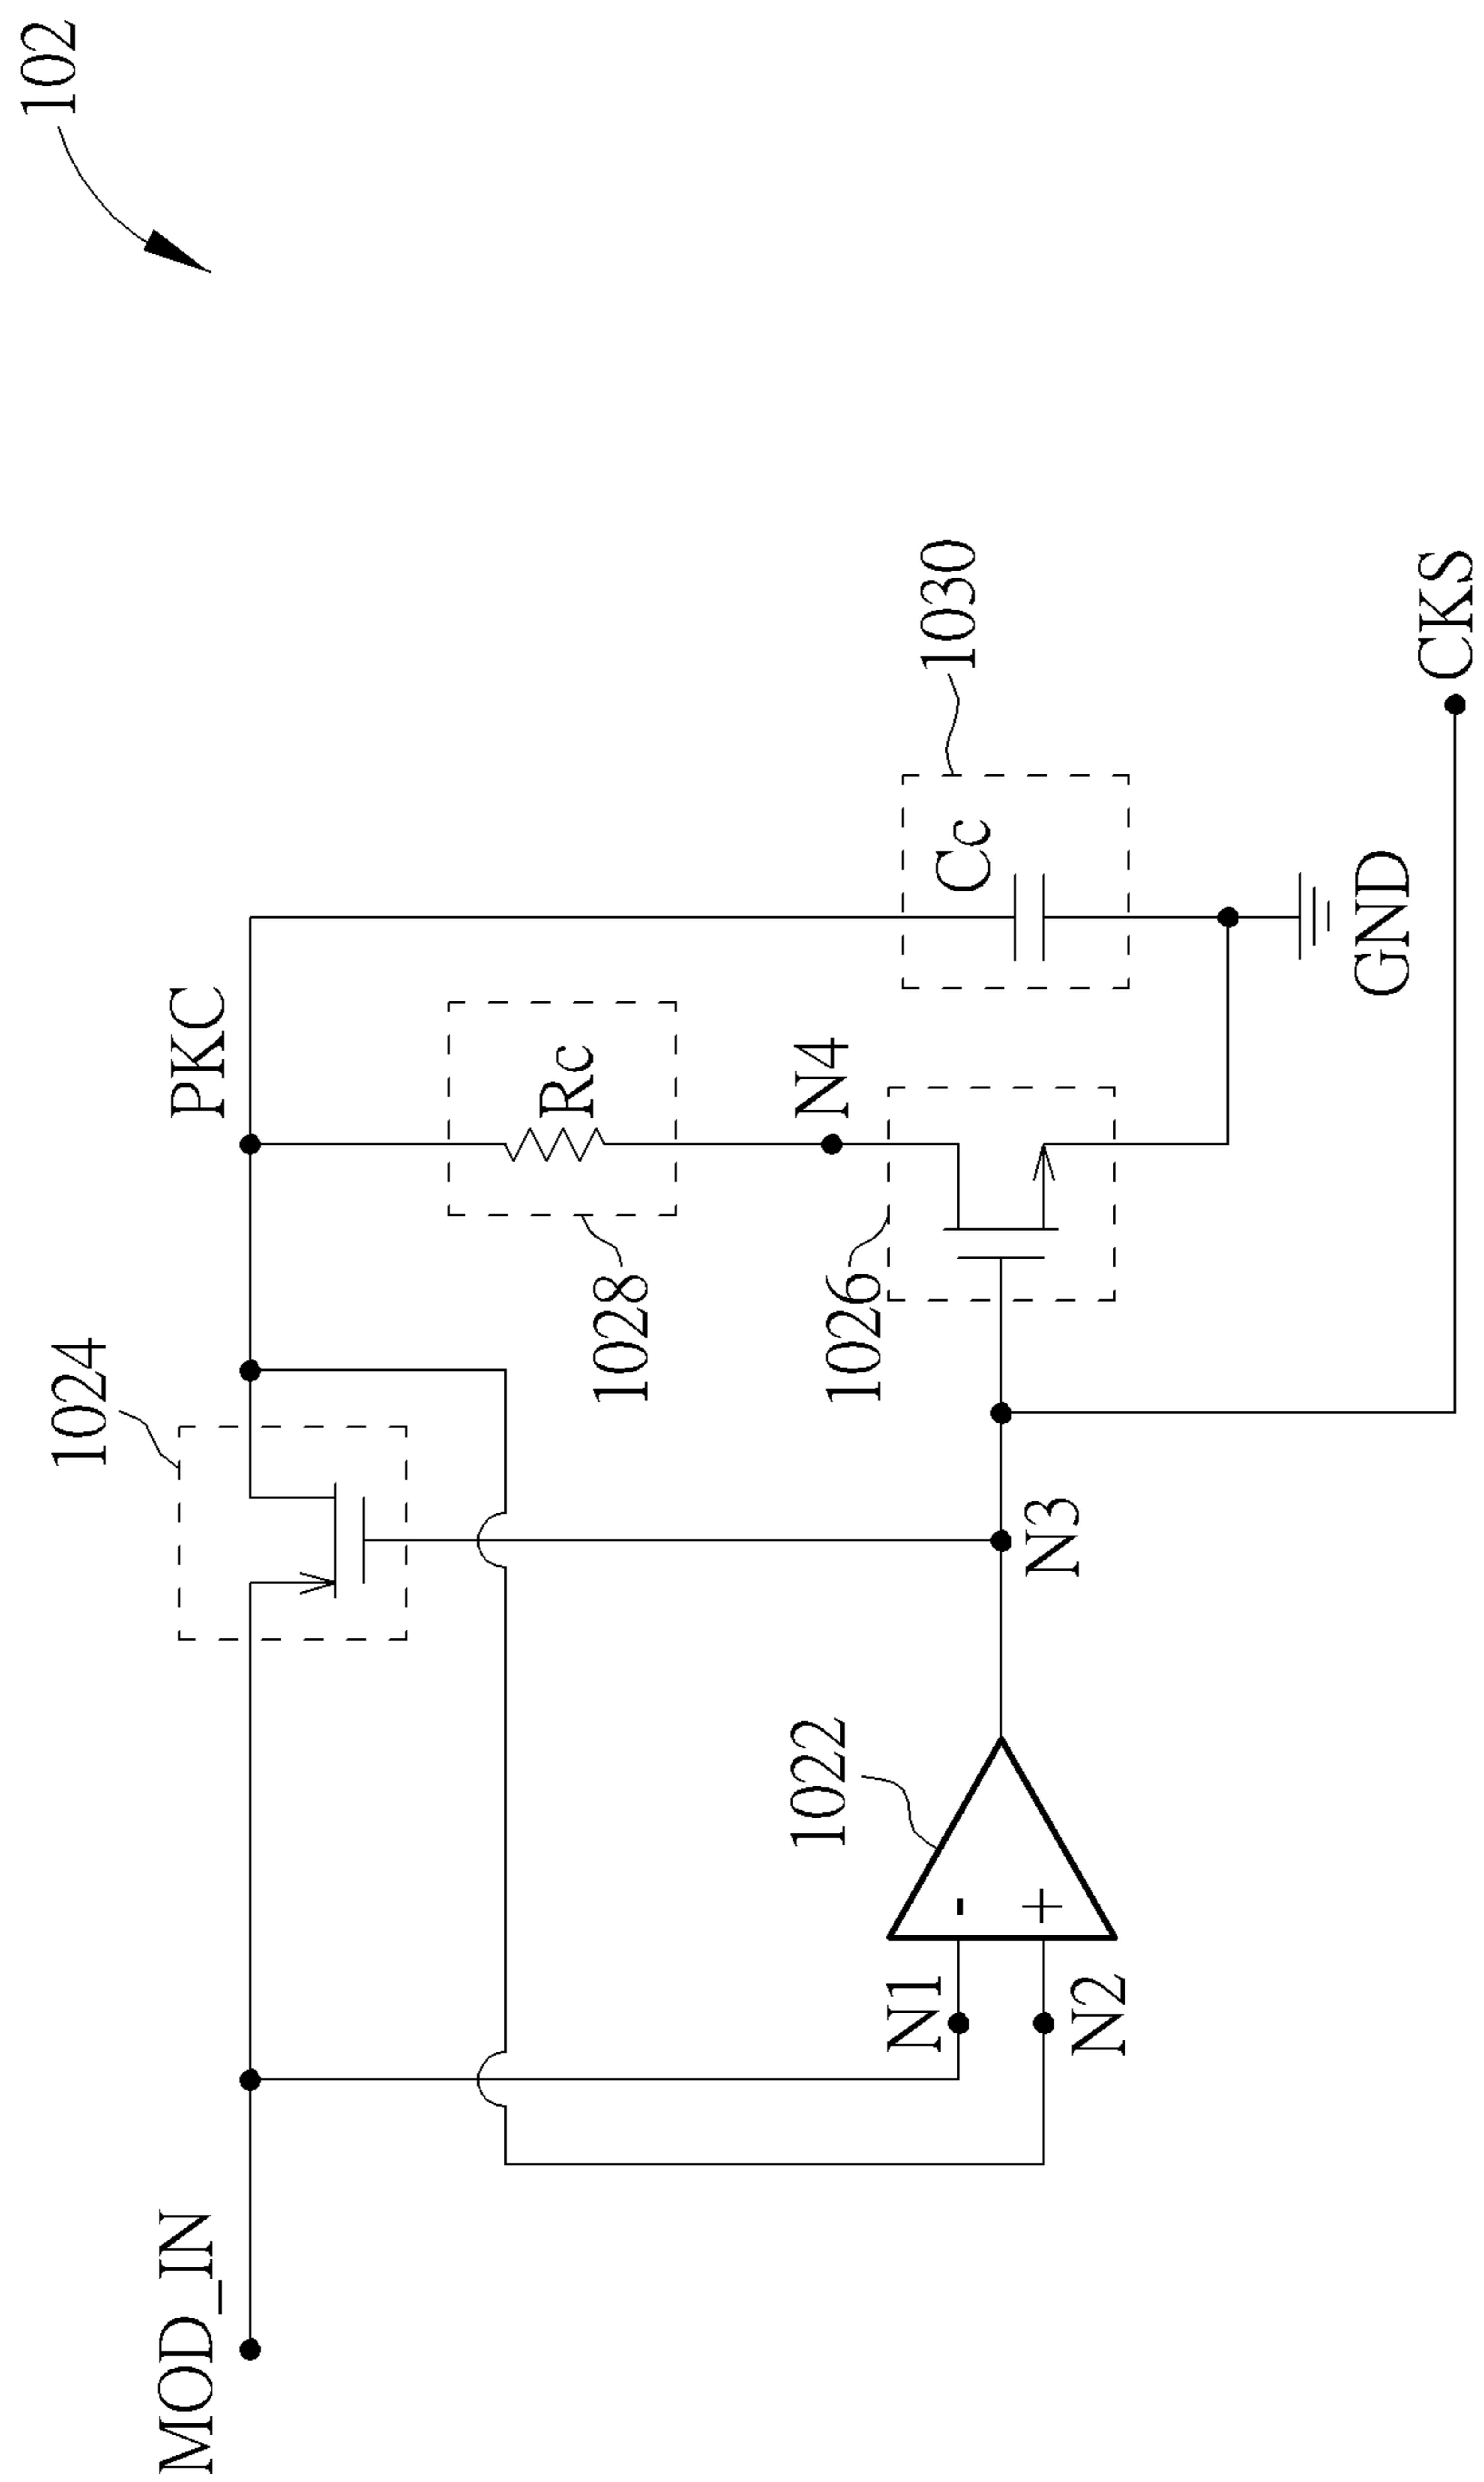 102
1024
PKC
MOD_IN
1028
Rc
N4
1030
Cc
1022
1026
N1
-
+
N2
N3
GND
CKS